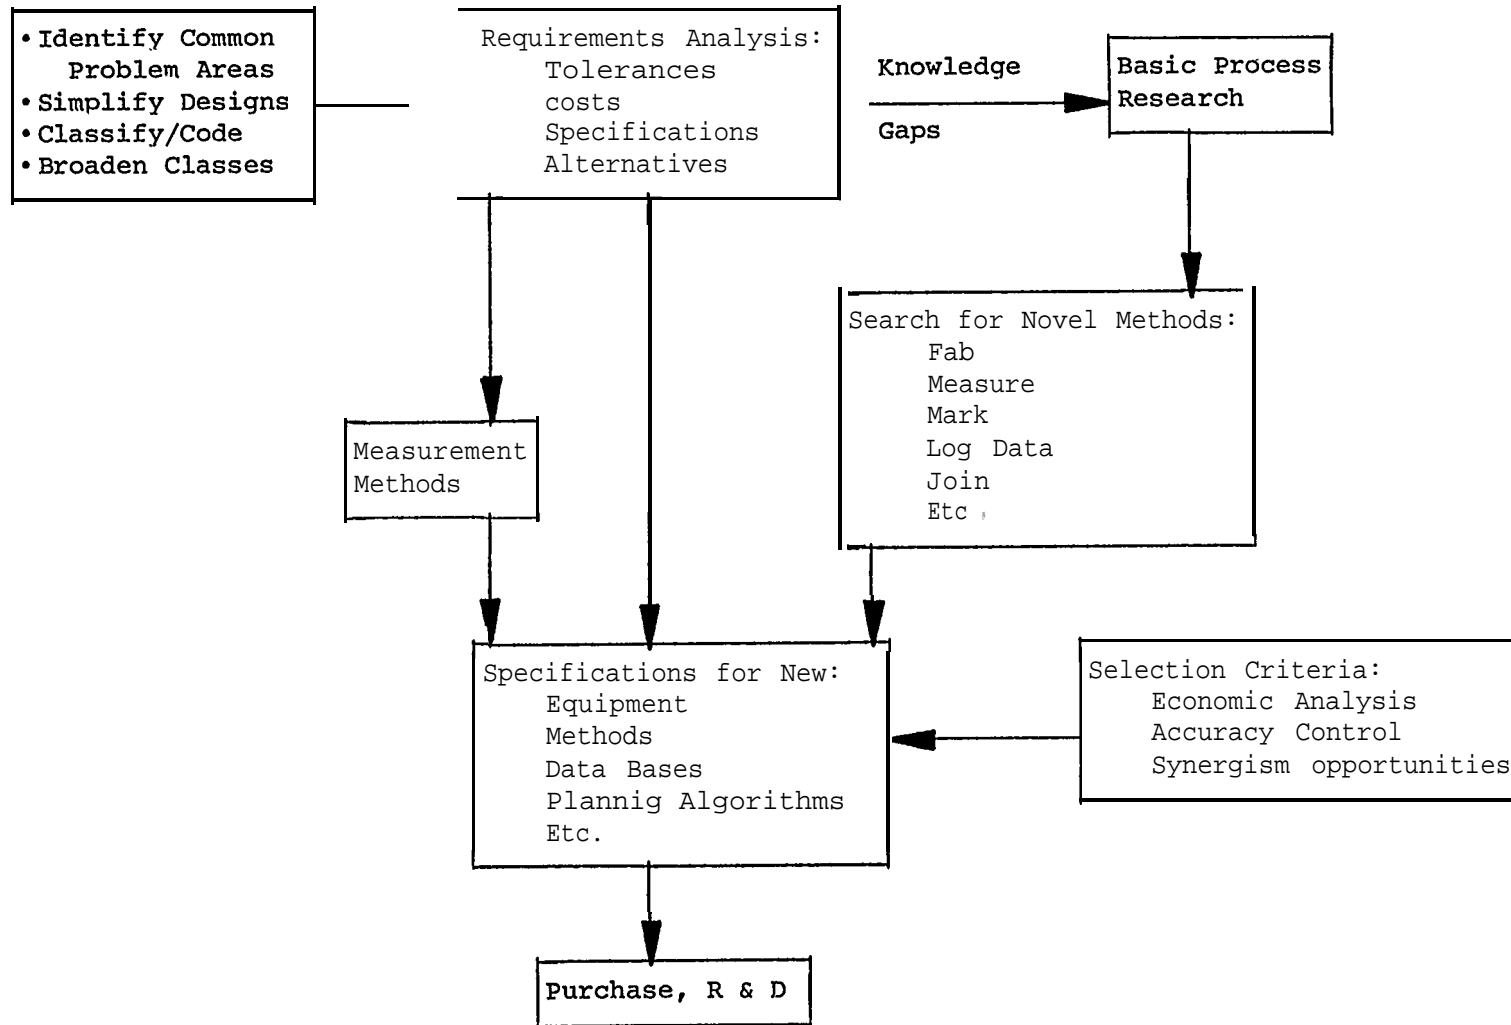 • Identify Common
Problem Areas
• Simplify Designs
• Classify/Code
• Broaden Classes
Requirements Analysis:
Tolerances
costs
Specifications
Alternatives
Knowledge
Gaps
Basic Process
Research
Search for Novel Methods:
Fab
Measure
Mark
Log Data
Join
Etc
Measurement
Methods
Specifications for New:
Equipment
Methods
Data Bases
Plannig Algorithms
Etc.
Selection Criteria:
Economic Analysis
Accuracy Control
Synergism opportunities
Purchase, R & D